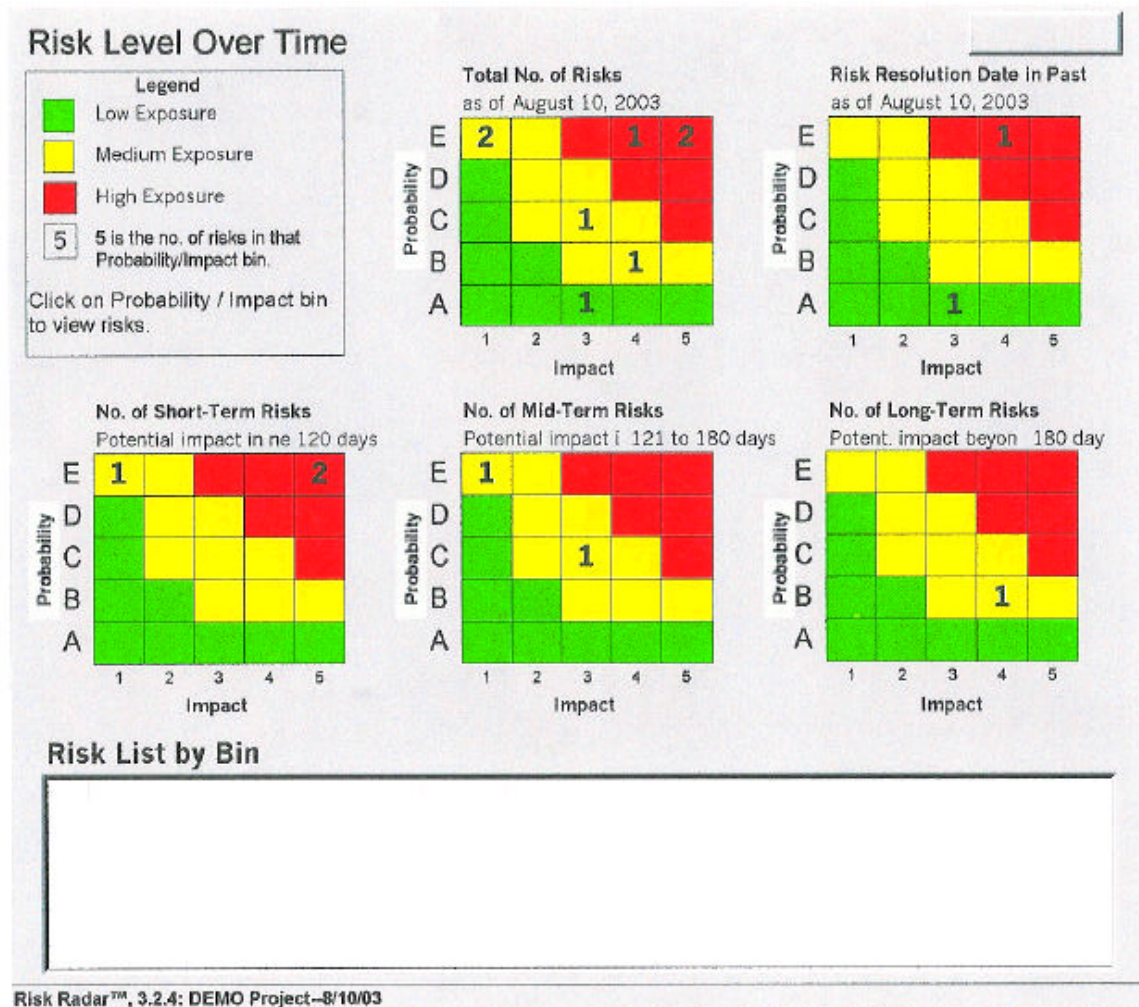 Risk Level Over Time
Legend
Low Exposure
Medium Exposure
High Exposure
5
5 is the no. of risks in that
Probability/Impact bin.
Click on Probability / Impact bin
to view risks.
Total No. of Risks
as of August 10, 2003
Probability
E 2 1 2
D
C 1
B 1
A 1
1 2 3 4 5
Impact
Risk Resolution Date in Past
as of August 10, 2003
Probability
E 1
D
C
B
A 1
1 2 3 4 5
Impact
No. of Short-Term Risks
Potential impact in ne 120 days
Probability
E 1 2
D
C
B
A
1 2 3 4 5
Impact
No. of Mid-Term Risks
Potential impact i 121 to 180 days
Probability
E 1
D
C 1
B
A
1 2 3 4 5
Impact
No. of Long-Term Risks
Potent. impact beyon 180 day
Probability
E
D
C
B 1
A
1 2 3 4 5
Impact
Risk List by Bin
Risk Radar™, 3.2.4: DEMO Project--8/10/03